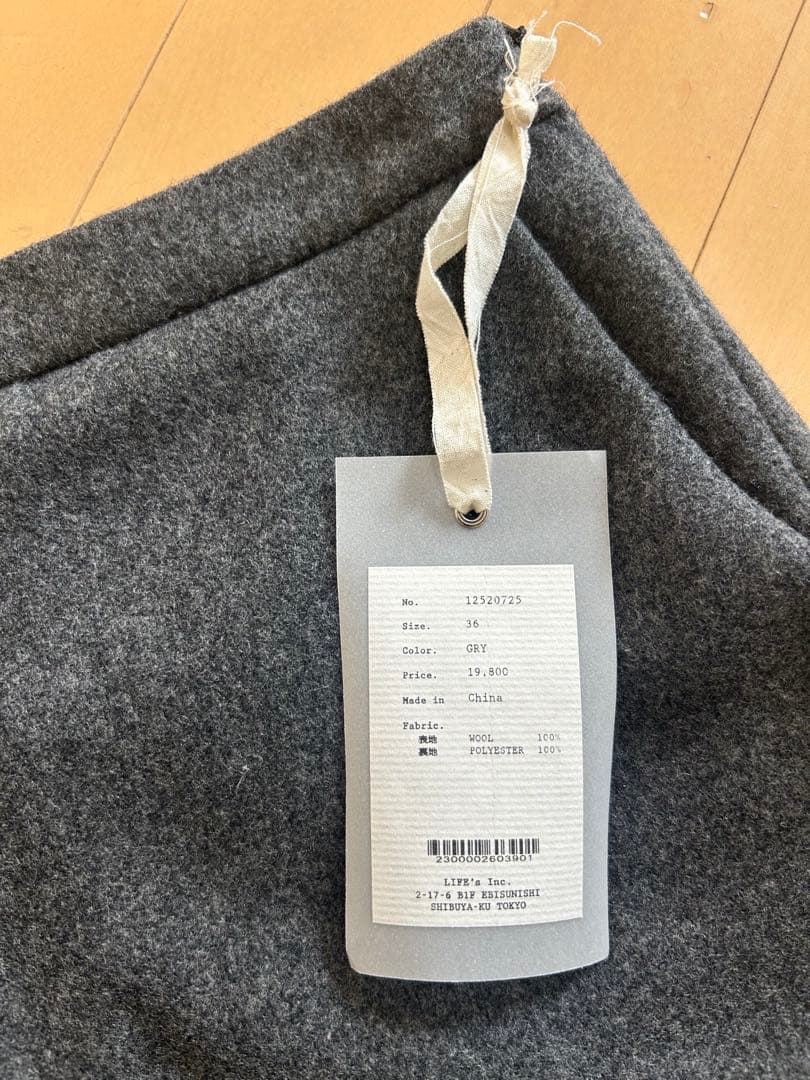 No. 12520725
Size. 36
Color. GRY
Price. 19,800
Made in China
Fabric.
表地 WOOL 100%
裏地 POLYESTER 100%
2300002603901
LIFE's Inc.
2-17-6 B1F EBISUNISHI
SHIBUYA-KU TOKYO